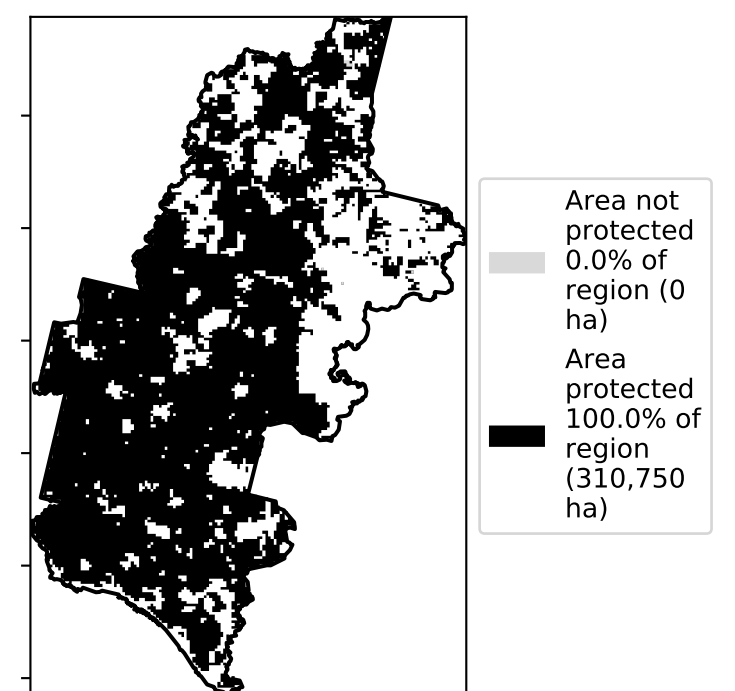 Area not
protected
0.0% of
region (0
ha)
Area
protected
100.0% of
region
(310,750
ha)